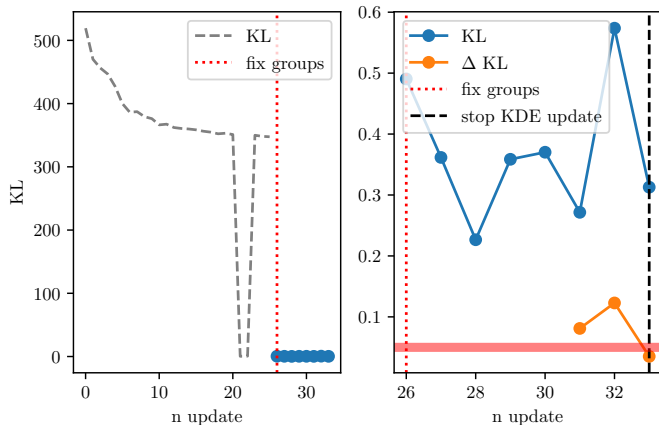 KL
fix groups
500
400
300
200
100
0
KL
0
10
20
30
n update
KL
Δ KL
fix groups
stop KDE update
0.6
0.5
0.4
0.3
0.2
0.1
26
28
30
32
n update